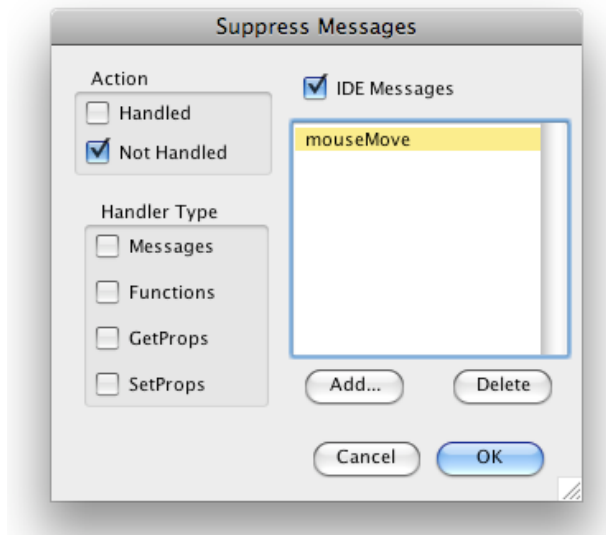 Suppress Messages
Action
Handled
Not Handled
IDE Messages
mouseMove
Handler Type
Messages
Functions
GetProps
SetProps
Add...
Delete
Cancel
OK